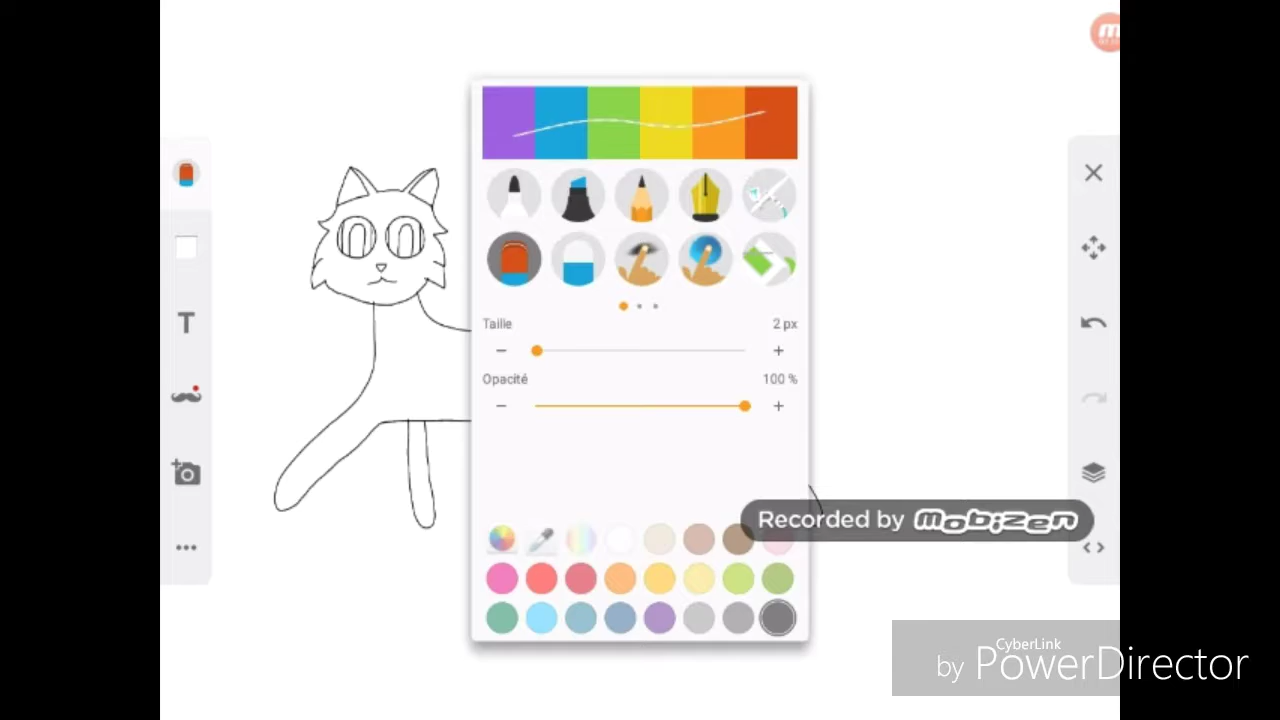 T
Taille
2 px
Opacité
100 %
Recorded by mobizen
CyberLink
by PowerDirector